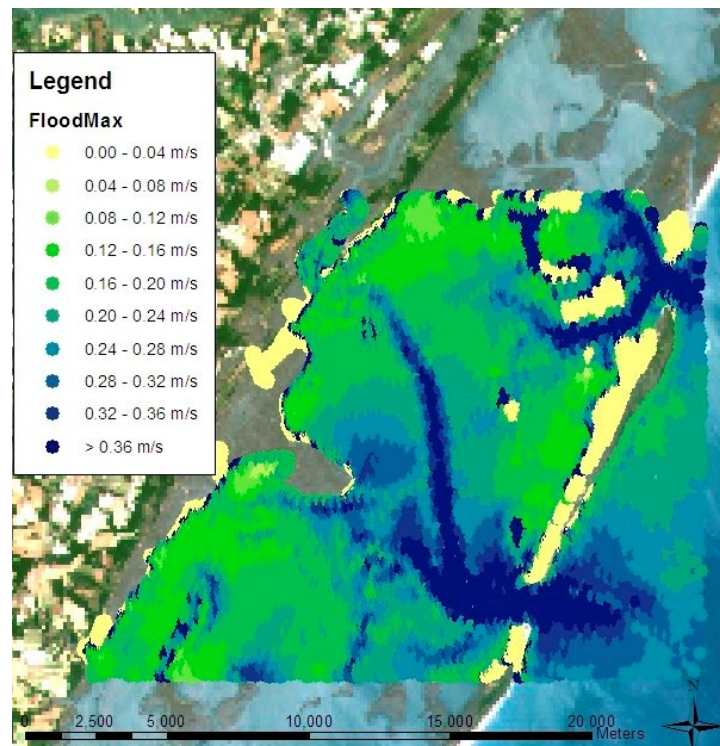 Legend
FloodMax
0.00 - 0.04 m/s
0.04 - 0.08 m/s
0.08 - 0.12 m/s
0.12 - 0.16 m/s
0.16 - 0.20 m/s
0.20 - 0.24 m/s
0.24 - 0.28 m/s
0.28 - 0.32 m/s
0.32 - 0.36 m/s
> 0.36 m/s
N
0 2,500 5,000 10,000 15,000 20,000
Meters